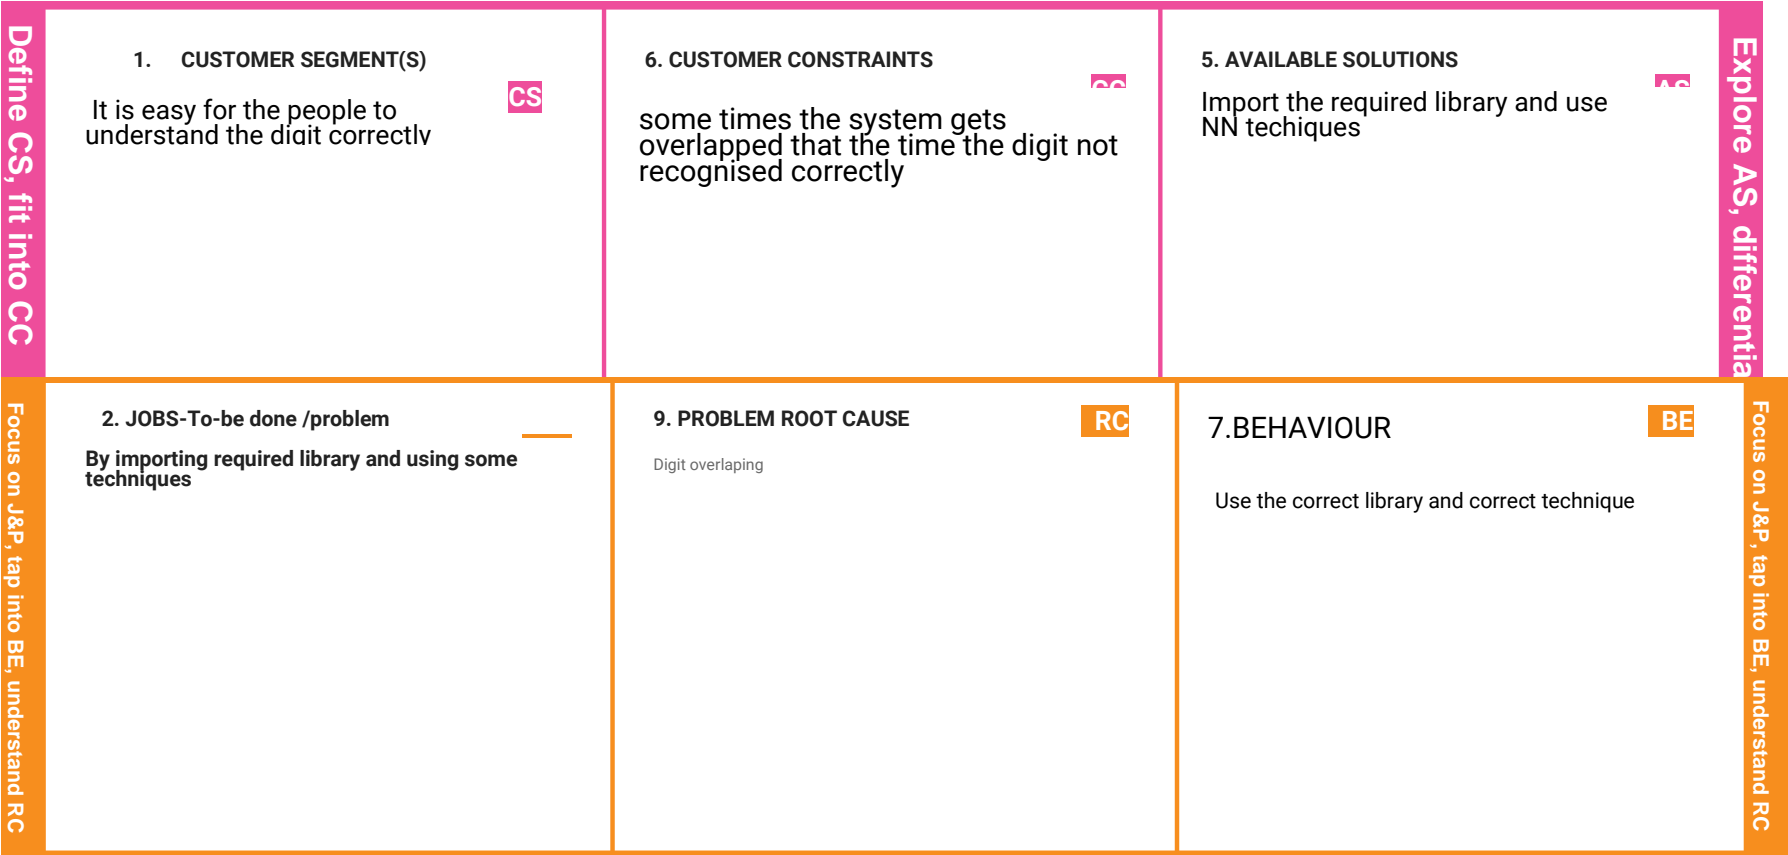 Define CS, fit into CC
1. CUSTOMER SEGMENT(S)
CS
It is easy for the people to
understand the digit correctly
6. CUSTOMER CONSTRAINTS
CC
some times the system gets
overlapped that the time the digit not
recognised correctly
5. AVAILABLE SOLUTIONS
AS
Import the required library and use
NN techiques
Explore AS, differentia
Focus on J&P, tap into BE, understand RC
2. JOBS-To-be done /problem
By importing required library and using some
techniques
9. PROBLEM ROOT CAUSE
RC
Digit overlaping
7.BEHAVIOUR
BE
Use the correct library and correct technique
Focus on J&P, tap into BE, understand RC